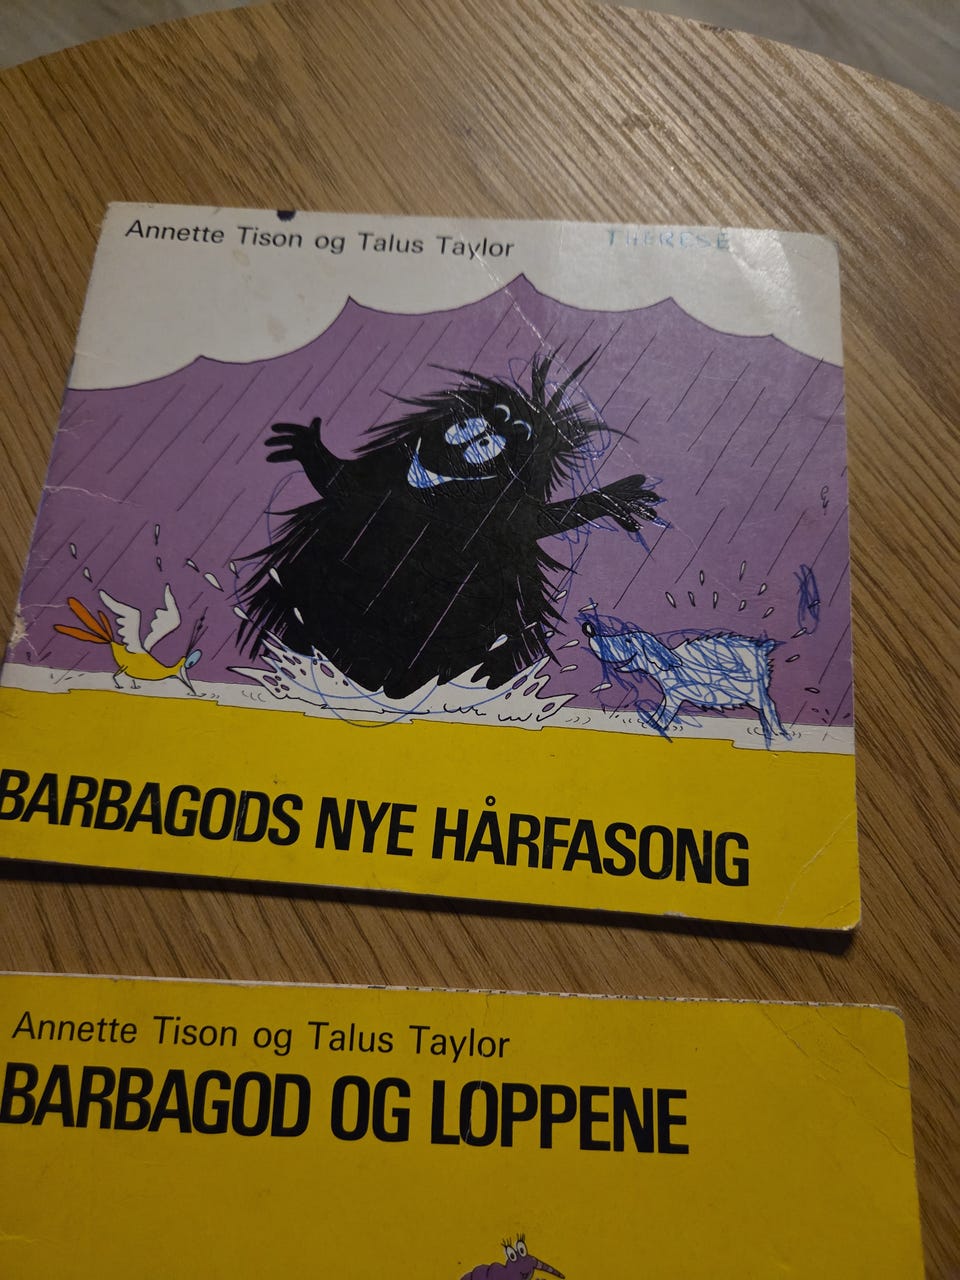 Annette Tison og Talus Taylor
THERESE
BARBAGODS NYE HÅRFASONG
Annette Tison og Talus Taylor
BARBAGOD OG LOPPENE